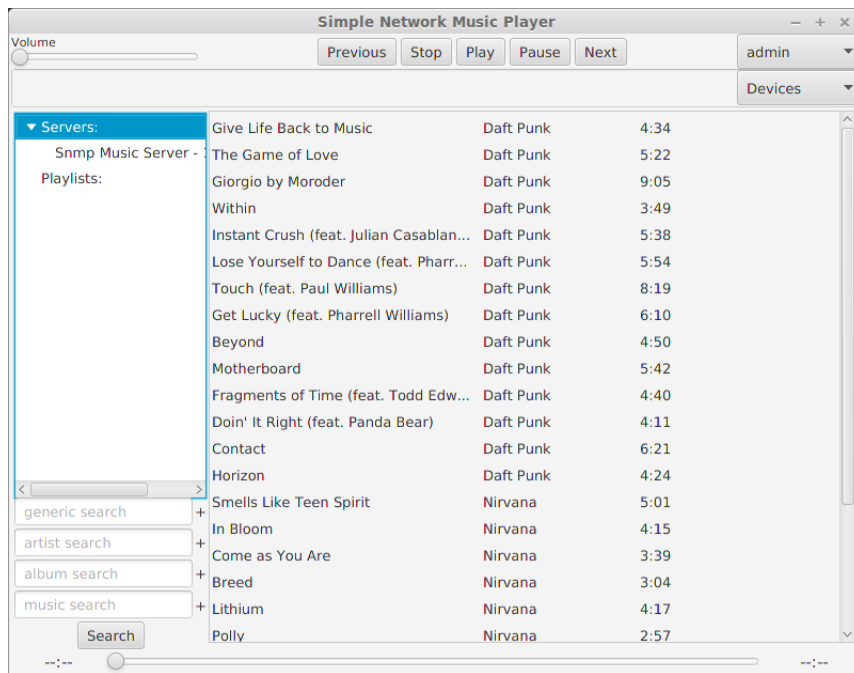 Simple Network Music Player
Volume
Previous Stop Play Pause Next
admin
Devices
Servers:
Snmp Music Server -
Playlists:
generic search +
artist search +
album search +
music search +
Search
Give Life Back to Music Daft Punk 4:34
The Game of Love Daft Punk 5:22
Giorgio by Moroder Daft Punk 9:05
Within Daft Punk 3:49
Instant Crush (feat. Julian Casablan... Daft Punk 5:38
Lose Yourself to Dance (feat. Pharr... Daft Punk 5:54
Touch (feat. Paul Williams) Daft Punk 8:19
Get Lucky (feat. Pharrell Williams) Daft Punk 6:10
Beyond Daft Punk 4:50
Motherboard Daft Punk 5:42
Fragments of Time (feat. Todd Edw... Daft Punk 4:40
Doin' It Right (feat. Panda Bear) Daft Punk 4:11
Contact Daft Punk 6:21
Horizon Daft Punk 4:24
Smells Like Teen Spirit Nirvana 5:01
In Bloom Nirvana 4:15
Come as You Are Nirvana 3:39
Breed Nirvana 3:04
Lithium Nirvana 4:17
Polly Nirvana 2:57
--:-- --:--